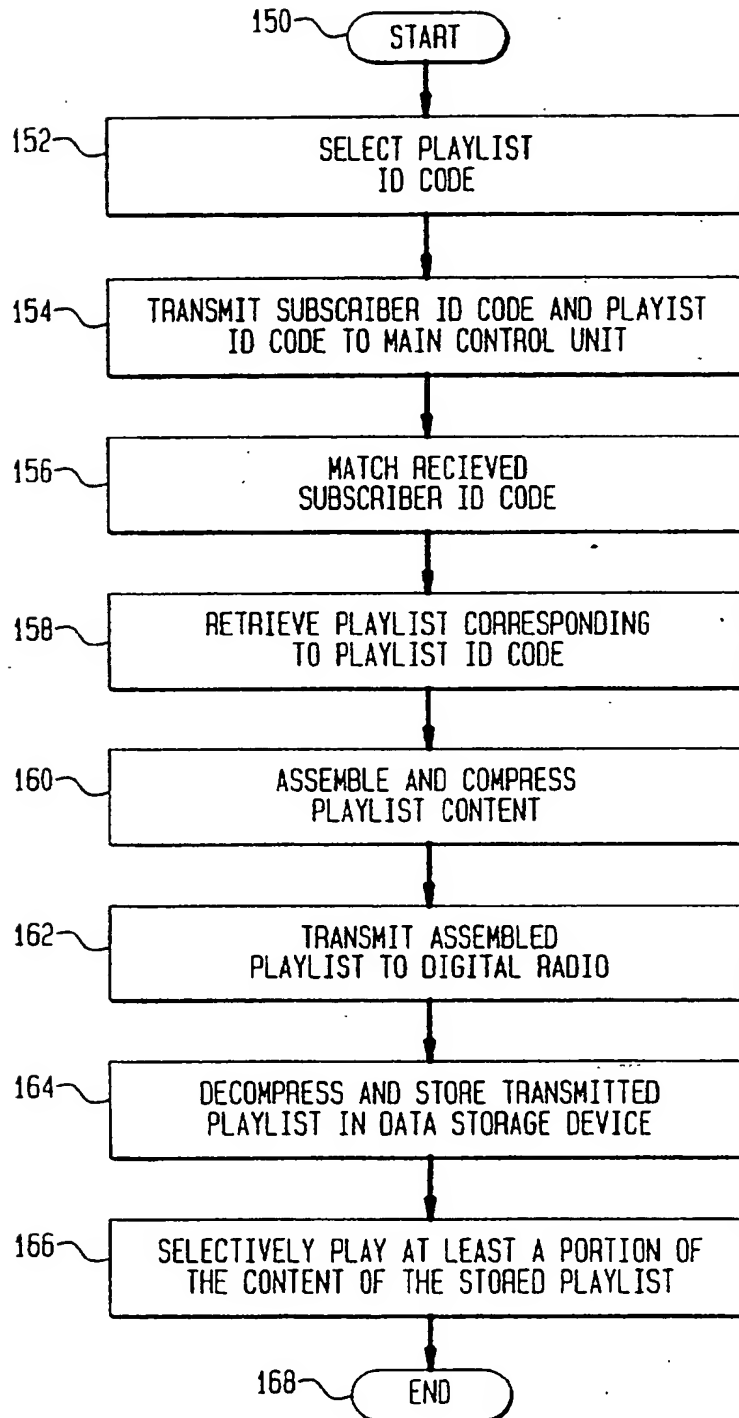 150
START
152
SELECT PLAYLIST
ID CODE
154
TRANSMIT SUBSCRIBER ID CODE AND PLAYIST
ID CODE TO MAIN CONTROL UNIT
156
MATCH RECIEVED
SUBSCRIBER ID CODE
158
RETRIEVE PLAYLIST CORRESPONDING
TO PLAYLIST ID CODE
160
ASSEMBLE AND COMPRESS
PLAYLIST CONTENT
162
TRANSMIT ASSEMBLED
PLAYLIST TO DIGITAL RADIO
164
DECOMPRESS AND STORE TRANSMITTED
PLAYLIST IN DATA STORAGE DEVICE
166
SELECTIVELY PLAY AT LEAST A PORTION OF
THE CONTENT OF THE STORED PLAYLIST
168
END